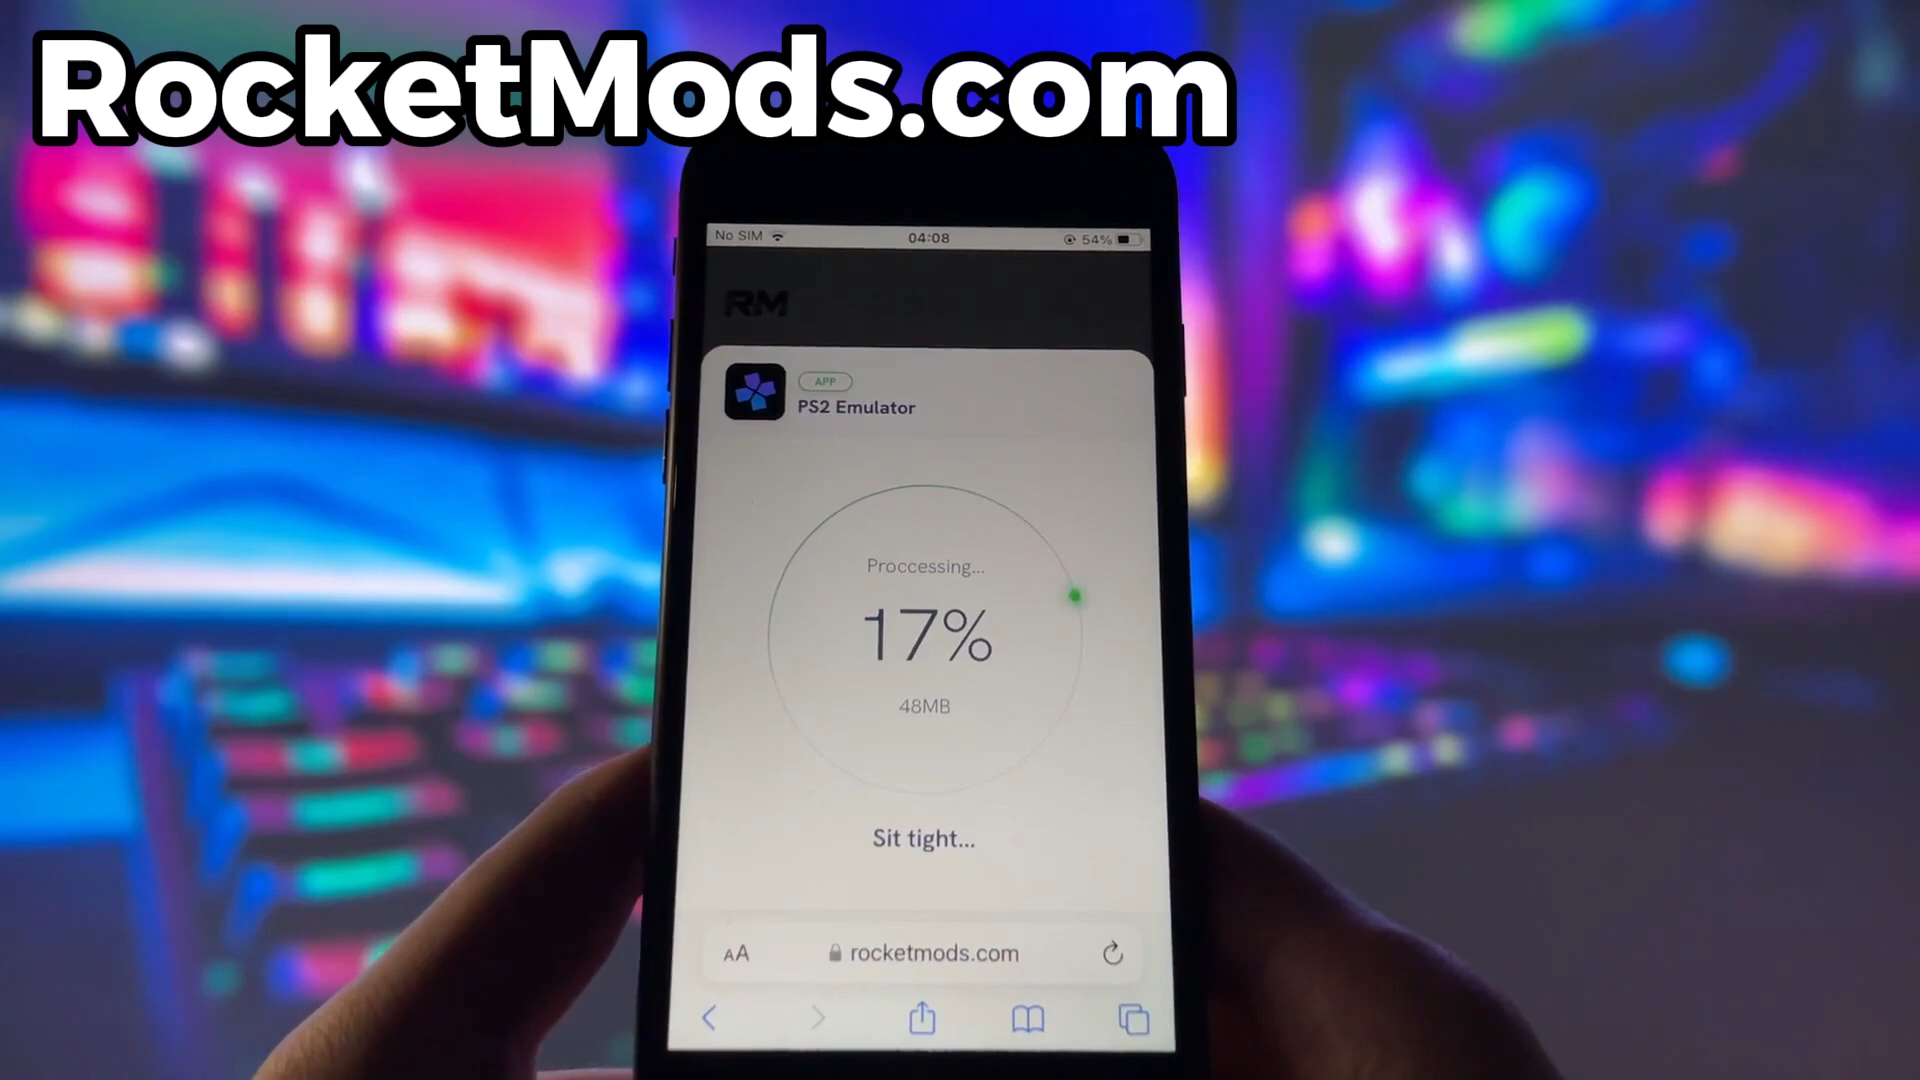 RocketMods.com
No SIM 04:08 54%
RM
APP
PS2 Emulator
Proccessing...
17%
48MB
Sit tight...
AA rocketmods.com